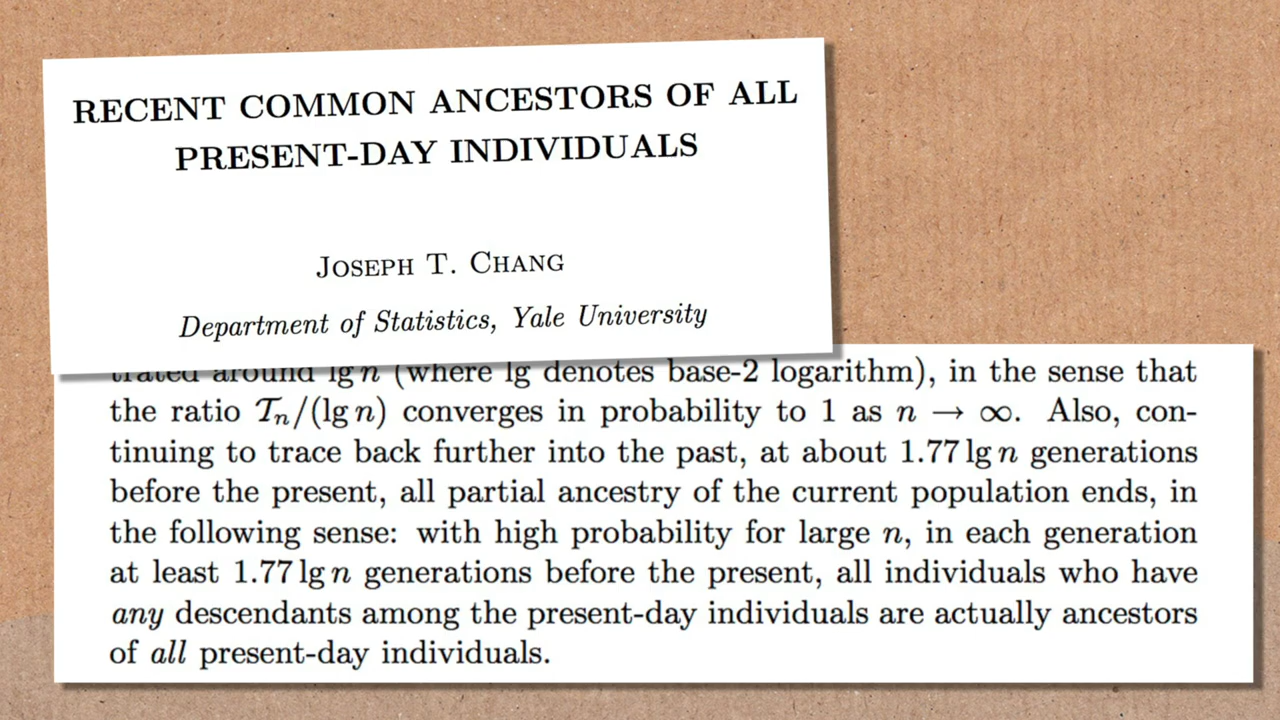 RECENT COMMON ANCESTORS OF ALL
PRESENT-DAY INDIVIDUALS
JOSEPH T. CHANG
Department of Statistics, Yale University
trated around lg n (where lg denotes base-2 logarithm), in the sense that
the ratio 𝒯ₙ/(lg n) converges in probability to 1 as n → ∞. Also, con-
tinuing to trace back further into the past, at about 1.77 lg n generations
before the present, all partial ancestry of the current population ends, in
the following sense: with high probability for large n, in each generation
at least 1.77 lg n generations before the present, all individuals who have
any descendants among the present-day individuals are actually ancestors
of all present-day individuals.